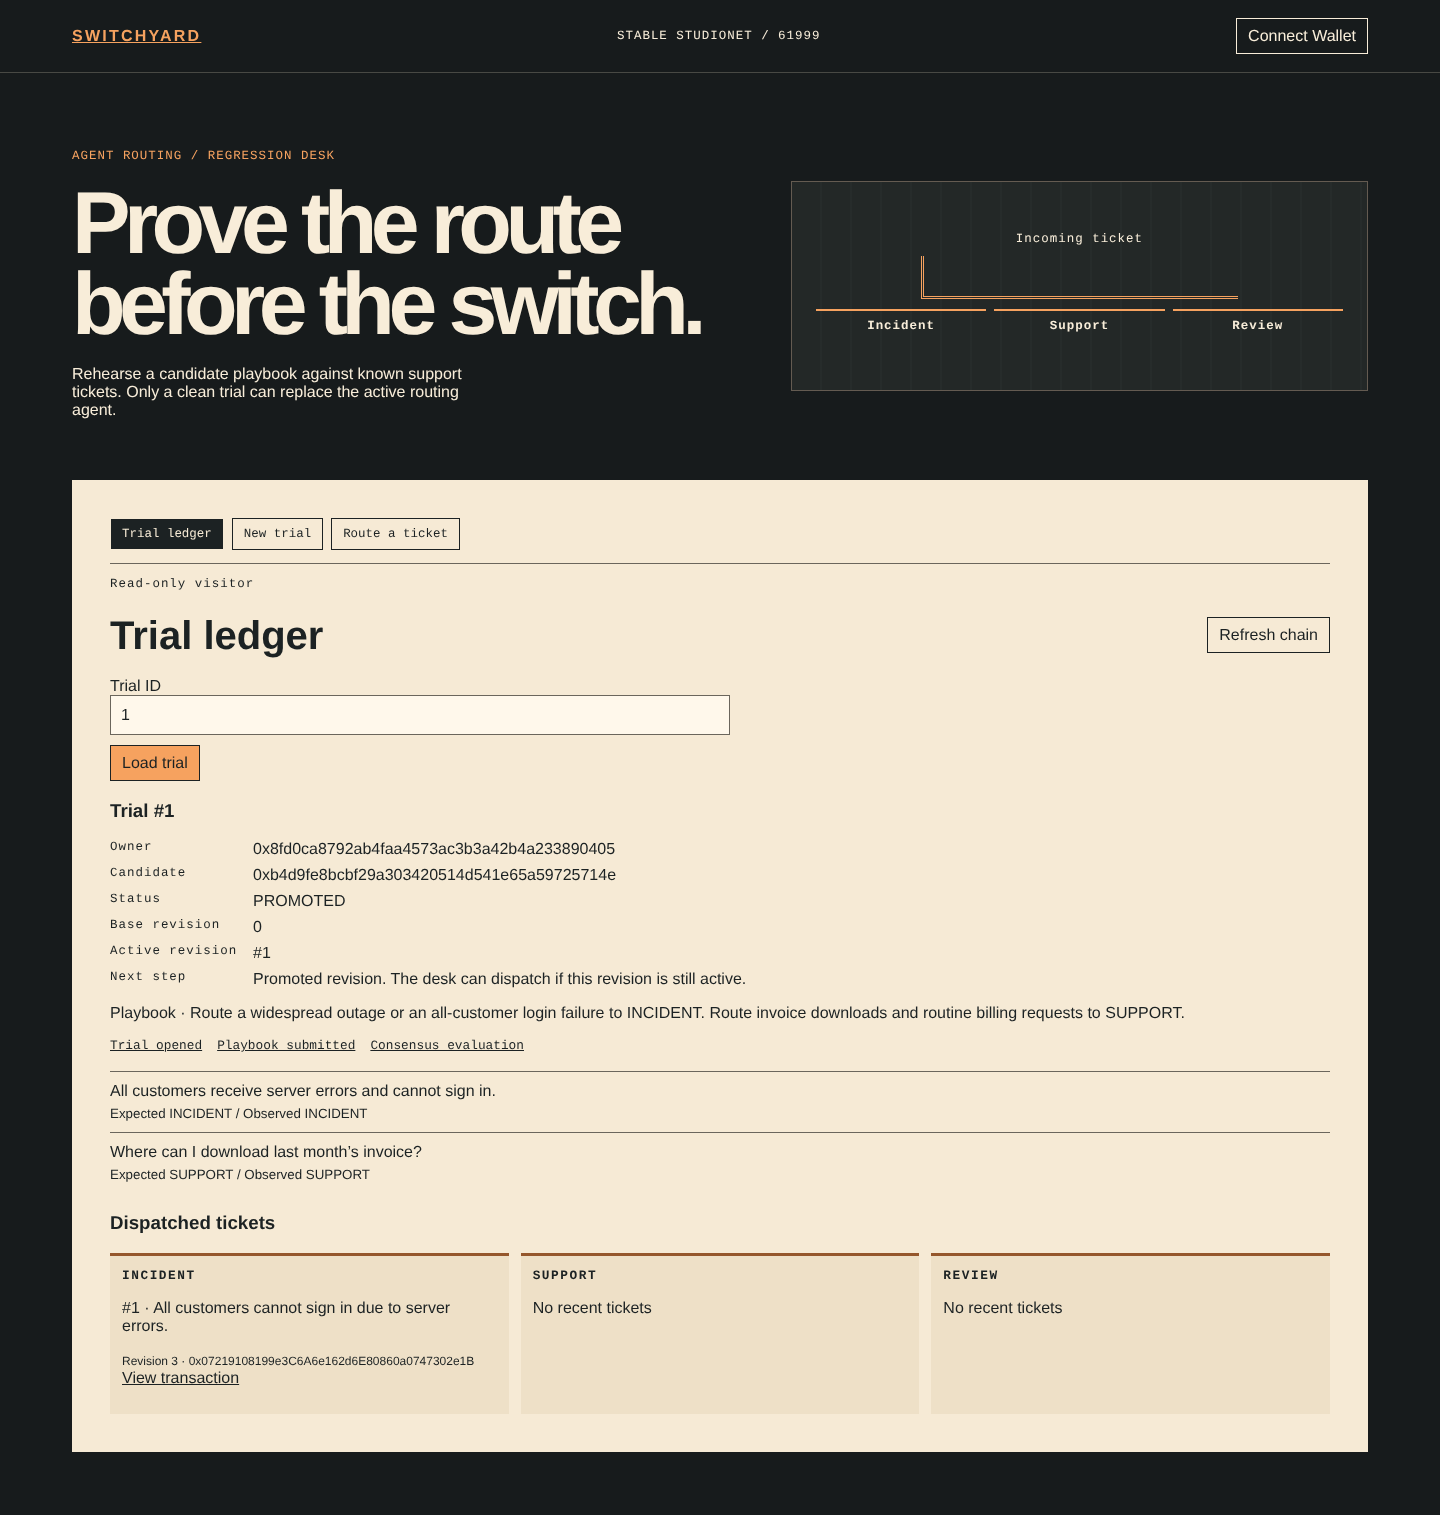 SWITCHYARD
STABLE STUDIONET / 61999
Connect Wallet
AGENT ROUTING / REGRESSION DESK
Prove the route
before the switch.
Rehearse a candidate playbook against known support
tickets. Only a clean trial can replace the active routing
agent.
Incoming ticket
Incident
Support
Review
Trial ledger
New trial
Route a ticket
Read-only visitor
Trial ledger
Refresh chain
Trial ID
1
Load trial
Trial #1
Owner 0x8fd0ca8792ab4faa4573ac3b3a42b4a233890405
Candidate 0xb4d9fe8bcbf29a303420514d541e65a59725714e
Status PROMOTED
Base revision 0
Active revision #1
Next step Promoted revision. The desk can dispatch if this revision is still active.
Playbook · Route a widespread outage or an all-customer login failure to INCIDENT. Route invoice downloads and routine billing requests to SUPPORT.
Trial opened Playbook submitted Consensus evaluation
All customers receive server errors and cannot sign in.
Expected INCIDENT / Observed INCIDENT
Where can I download last month’s invoice?
Expected SUPPORT / Observed SUPPORT
Dispatched tickets
INCIDENT
#1 · All customers cannot sign in due to server
errors.
Revision 3 · 0x07219108199e3C6A6e162d6E80860a0747302e1B
View transaction
SUPPORT
No recent tickets
REVIEW
No recent tickets